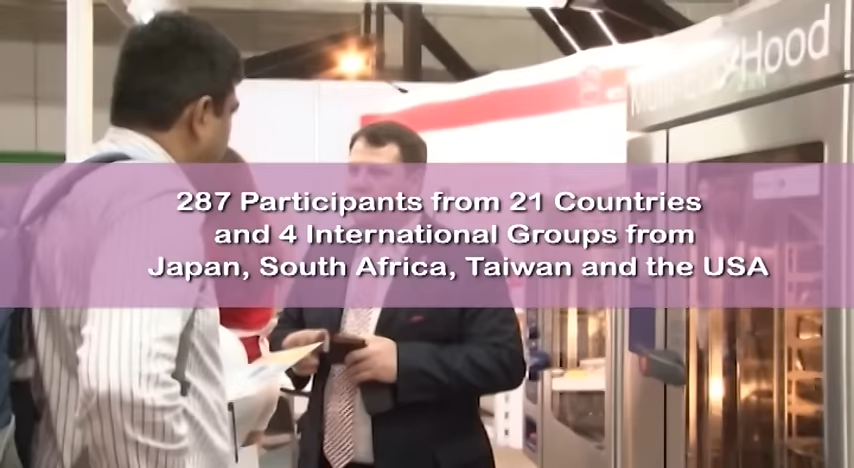 Hood
287 Participants from 21 Countries
and 4 International Groups from
Japan, South Africa, Taiwan and the USA